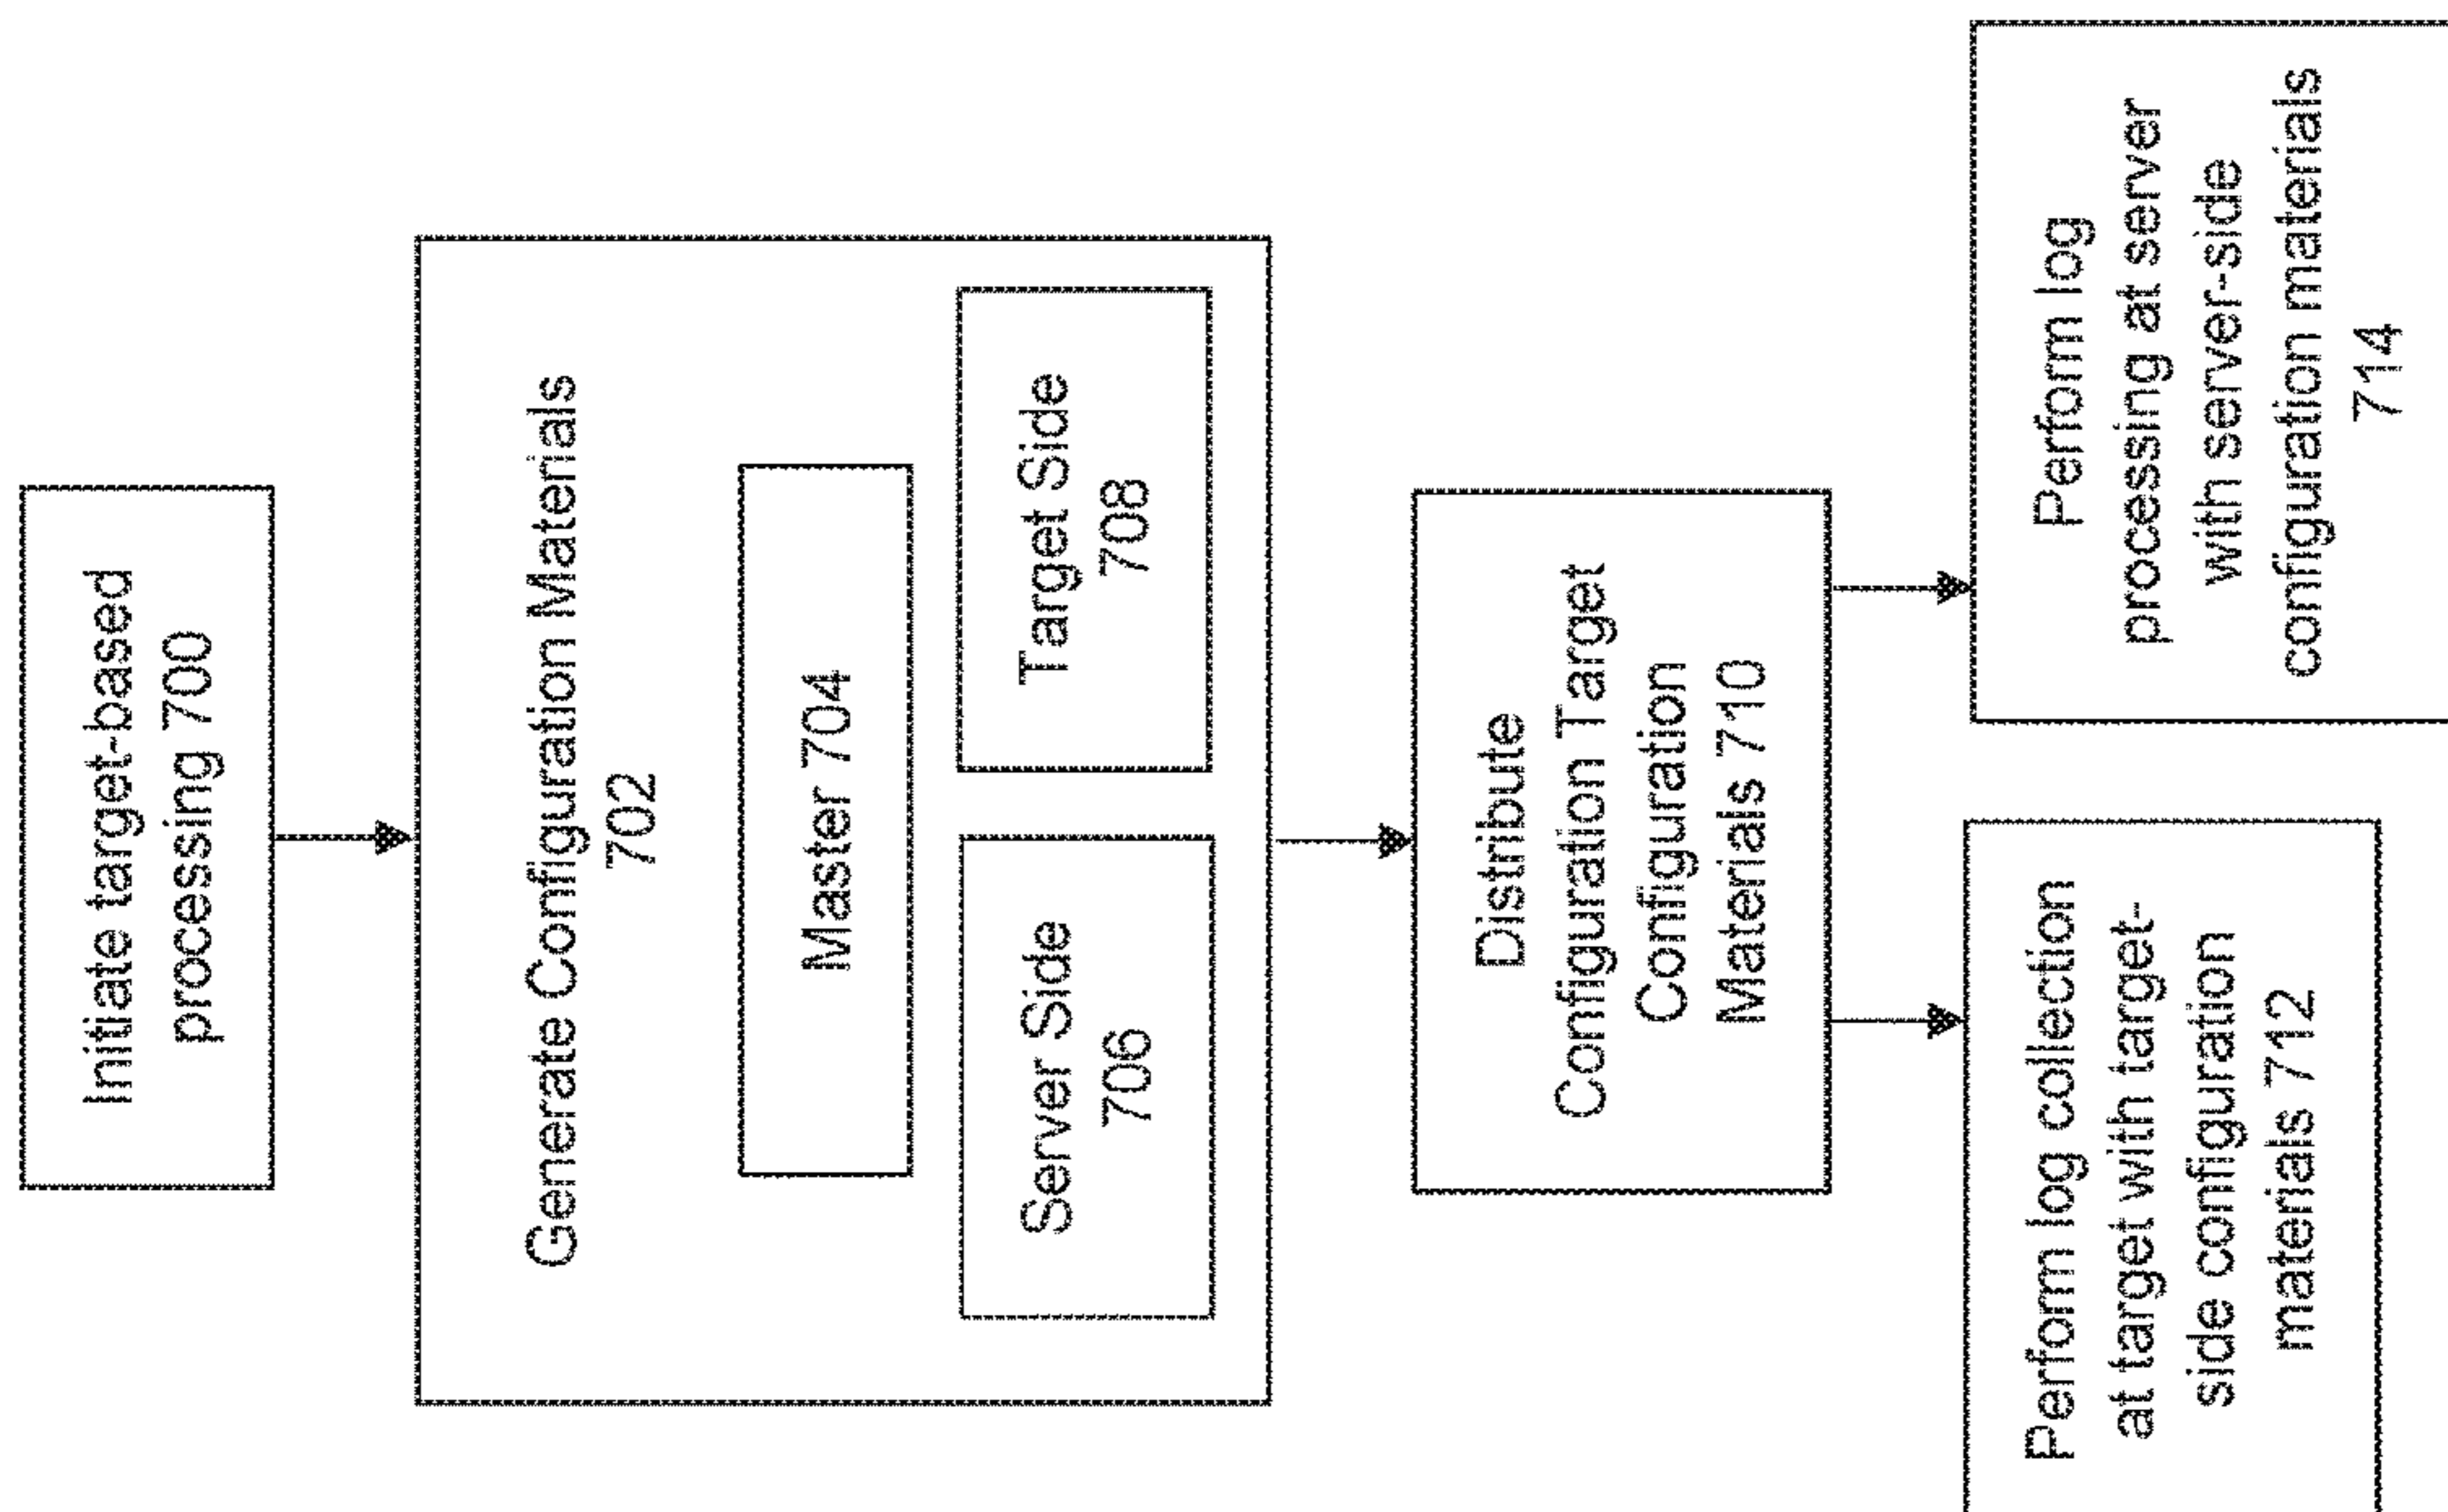 Initiate target-based
processing 700
Generate Configuration Materials
702
Master 704
Server Side
706
Target Side
708
Distribute
Configuration Target
Configuration
Materials 710
Perform log collection
at target with target-
side configuration
materials 712
Perform log
processing at server
with server-side
configuration materials
714